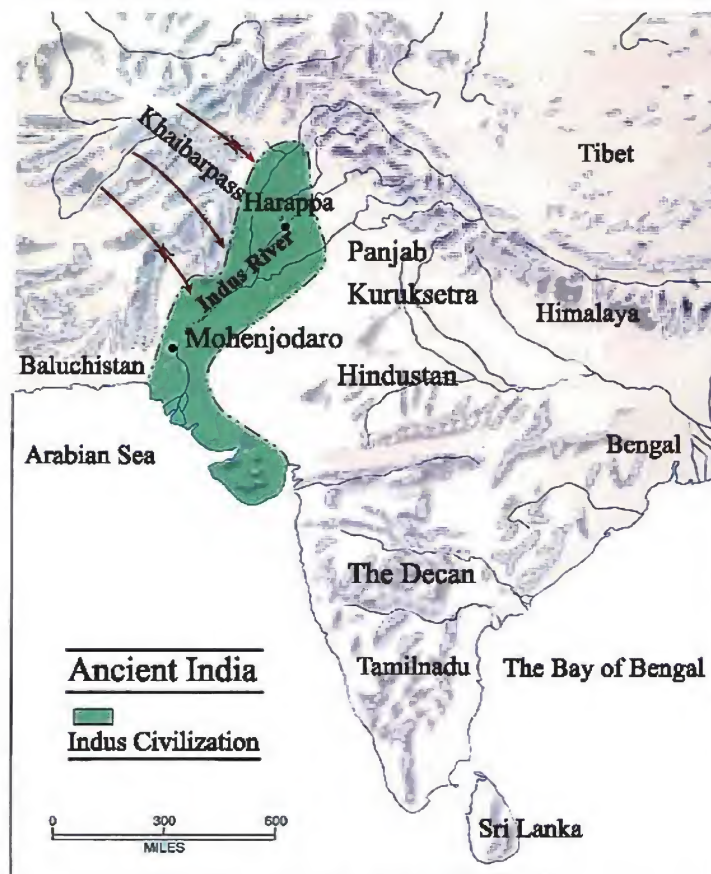 Khaibarpass
Tibet
Harappa
Indus River
Panjab
Kuruksetra
Himalaya
Mohenjodaro
Baluchistan
Hindustan
Arabian Sea
Bengal
The Decan
Ancient India
Tamilnadu
The Bay of Bengal
Indus Civilization
Sri Lanka
0 300 600
MILES